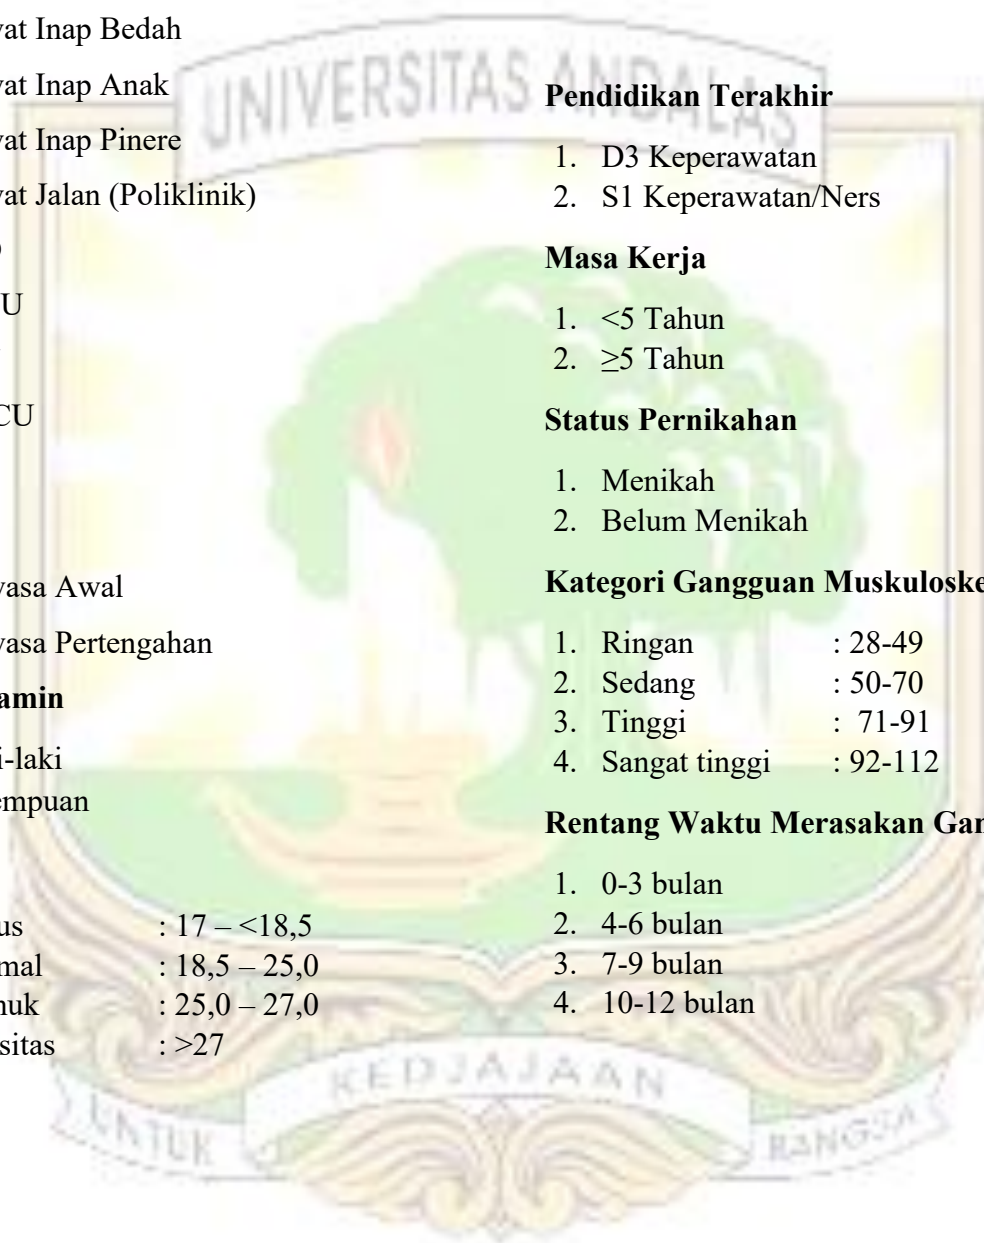 UNIVERSITAS ANDALAS
vat Inap Bedah
vat Inap Anak
vat Inap Pinere
vat Jalan (Poliklinik)
U
CU
vasa Awal
vasa Pertengahan
amin
i-laki
empuan
us : 17 – <18,5
mal : 18,5 – 25,0
nuk : 25,0 – 27,0
sitas : >27
Pendidikan Terakhir
1. D3 Keperawatan
2. S1 Keperawatan/Ners
Masa Kerja
1. <5 Tahun
2. ≥5 Tahun
Status Pernikahan
1. Menikah
2. Belum Menikah
Kategori Gangguan Muskuloske
1. Ringan : 28-49
2. Sedang : 50-70
3. Tinggi : 71-91
4. Sangat tinggi : 92-112
Rentang Waktu Merasakan Gan
1. 0-3 bulan
2. 4-6 bulan
3. 7-9 bulan
4. 10-12 bulan
UNTUK KEDJAJAAN BANGSA